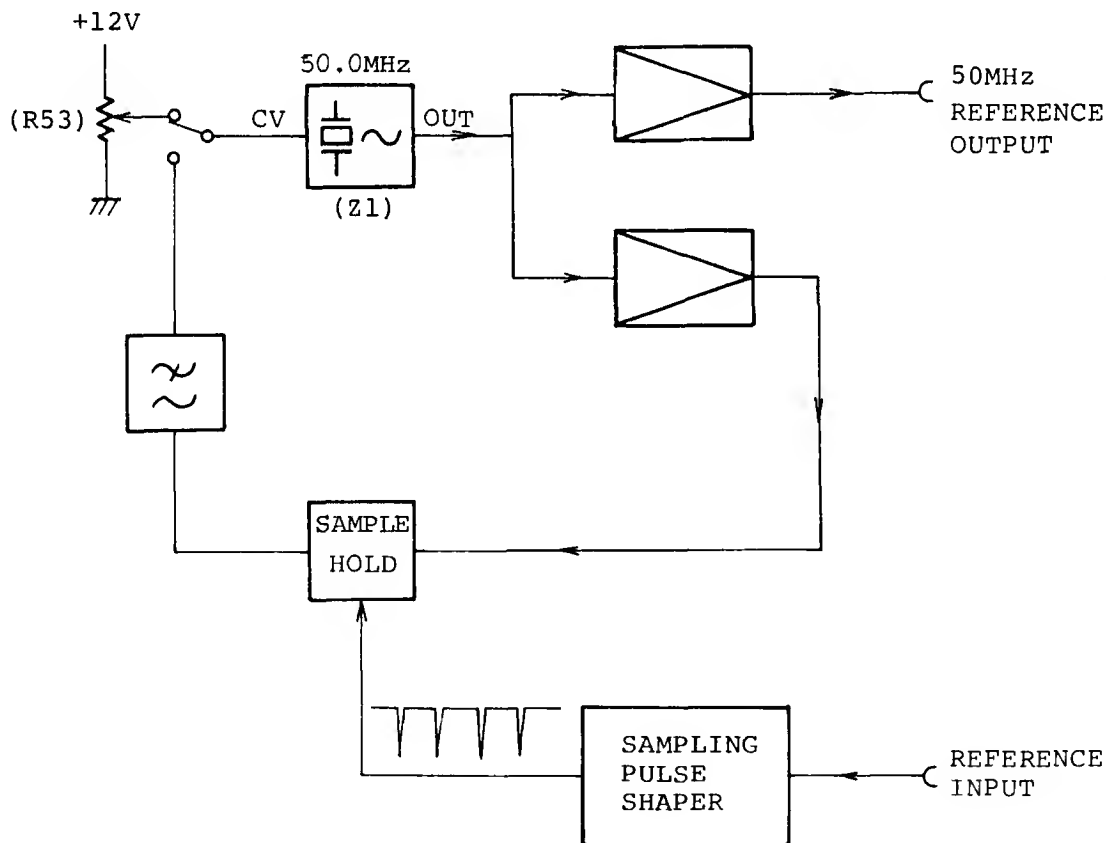 +12V
(R53)
50.0MHz
CV
OUT
(Z1)
50MHz
REFERENCE
OUTPUT
SAMPLE
HOLD
SAMPLING
PULSE
SHAPER
REFERENCE
INPUT